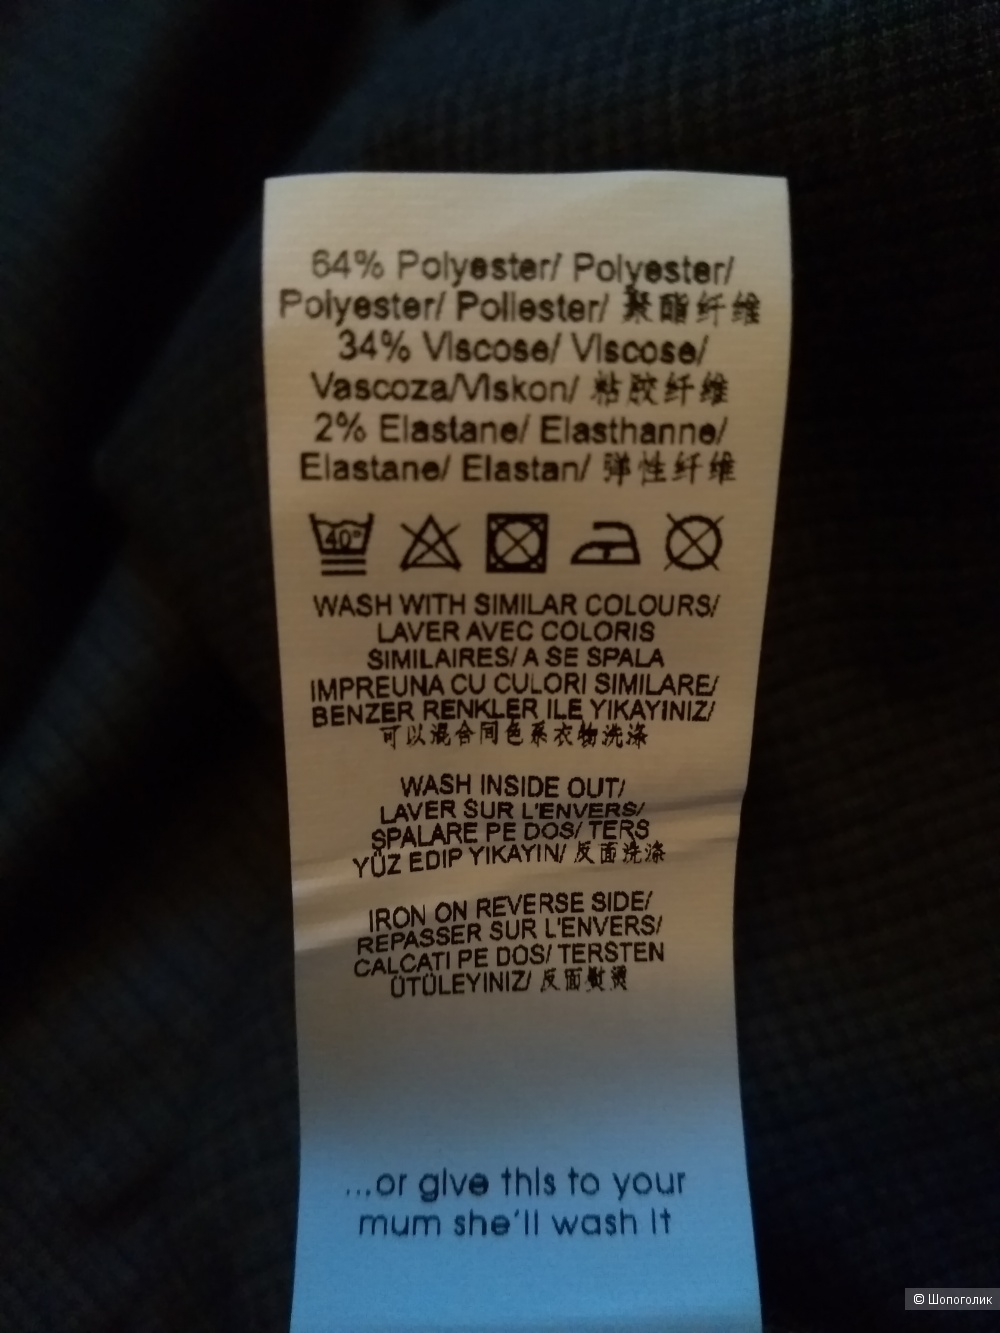 64% Polyester/ Polyester/
Polyester/ Poliester/ 聚酯纤维
34% Viscose/ Viscose/
Vascoza/Viskon/ 粘胶纤维
2% Elastane/ Elasthanne/
Elastane/ Elastan/ 弹性纤维
40°
WASH WITH SIMILAR COLOURS/
LAVER AVEC COLORIS
SIMILAIRES/ A SE SPALA
IMPREUNA CU CULORI SIMILARE/
BENZER RENKLER ILE YIKAYINIZ/
可以混合同色系衣物洗涤
WASH INSIDE OUT/
LAVER SUR L'ENVERS/
SPALARE PE DOS/ TERS
YÜZ EDIP YIKAYIN/ 反面洗涤
IRON ON REVERSE SIDE/
REPASSER SUR L'ENVERS/
CALCATI PE DOS/ TERSTEN
ÜTÜLEYINIZ/ 反面熨烫
...or give this to your
mum she'll wash it
© Шопоголик